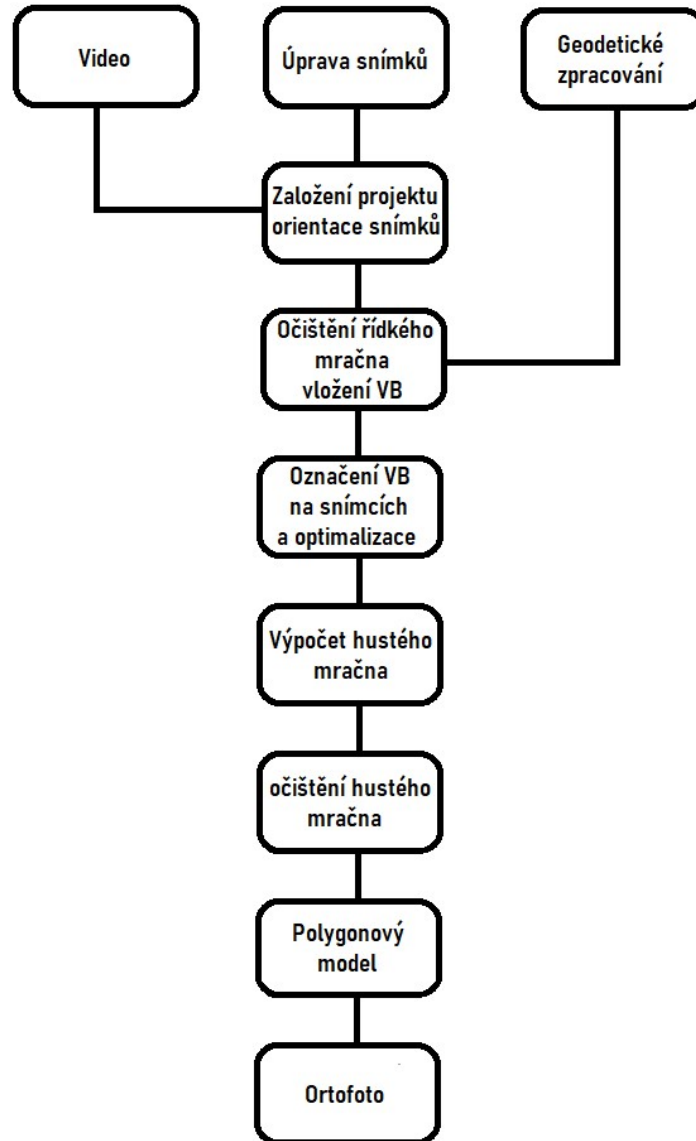 Video
Úprava snímků
Geodetické
zpracování
Založení projektu
orientace snímků
Očištění řídkého
mračna
vložení VB
Označení VB
na snímcích
a optimalizace
Výpočet hustého
mračna
očištění hustého
mračna
Polygonový
model
Ortofoto